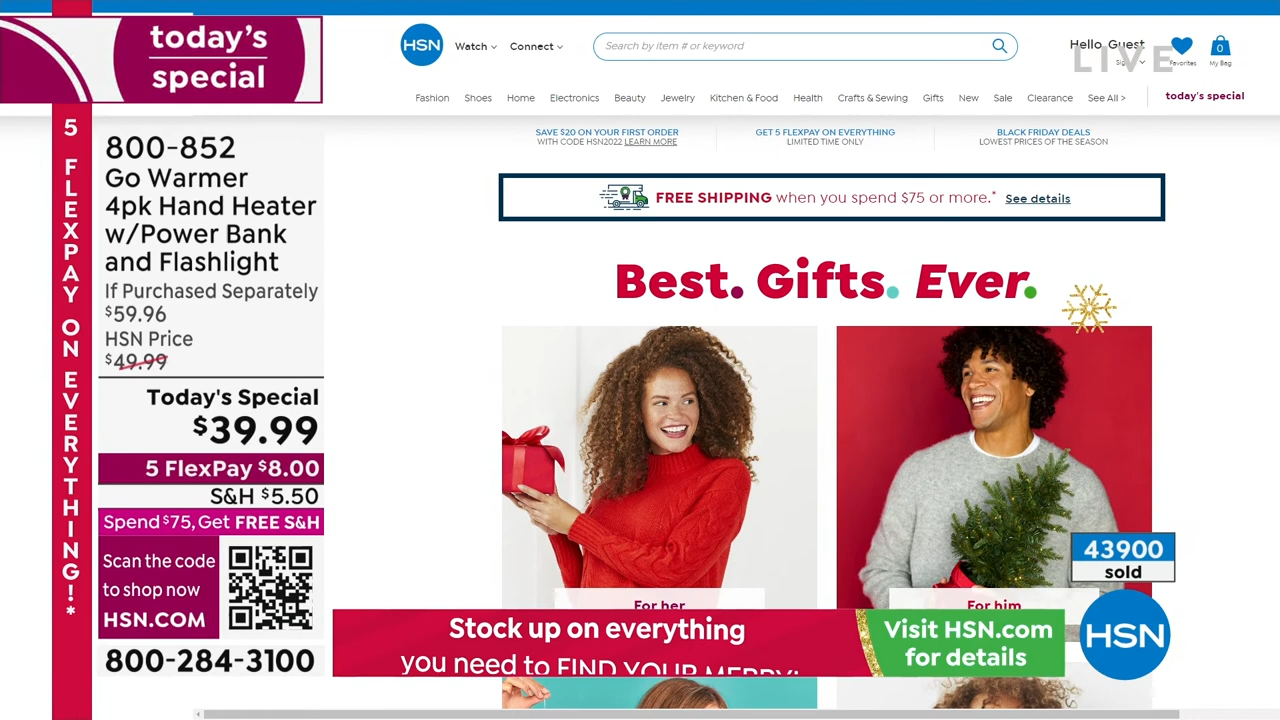 today's
special
5 FLEXPAY ON EVERYTHING!*
800-852
Go Warmer
4pk Hand Heater
w/Power Bank
and Flashlight
If Purchased Separately
$59.96
HSN Price
$49.99
Today's Special
$39.99
5 FlexPay $8.00
S&H $5.50
Spend $75, Get FREE S&H
Scan the code
to shop now
HSN.COM
800-284-3100
HSN
Watch
Connect
Search by item # or keyword
Hello, Guest
LIVE
Favorites
My Bag
Fashion Shoes Home Electronics Beauty Jewelry Kitchen & Food Health Crafts & Sewing Gifts New Sale Clearance See All >
today's special
SAVE $20 ON YOUR FIRST ORDER
WITH CODE HSN2022 LEARN MORE
GET 5 FLEXPAY ON EVERYTHING
LIMITED TIME ONLY
BLACK FRIDAY DEALS
LOWEST PRICES OF THE SEASON
FREE SHIPPING when you spend $75 or more.* See details
Best. Gifts. Ever.
For her
For him
43900
sold
Stock up on everything
you need to FIND YOUR MERRY!
Visit HSN.com
for details
HSN